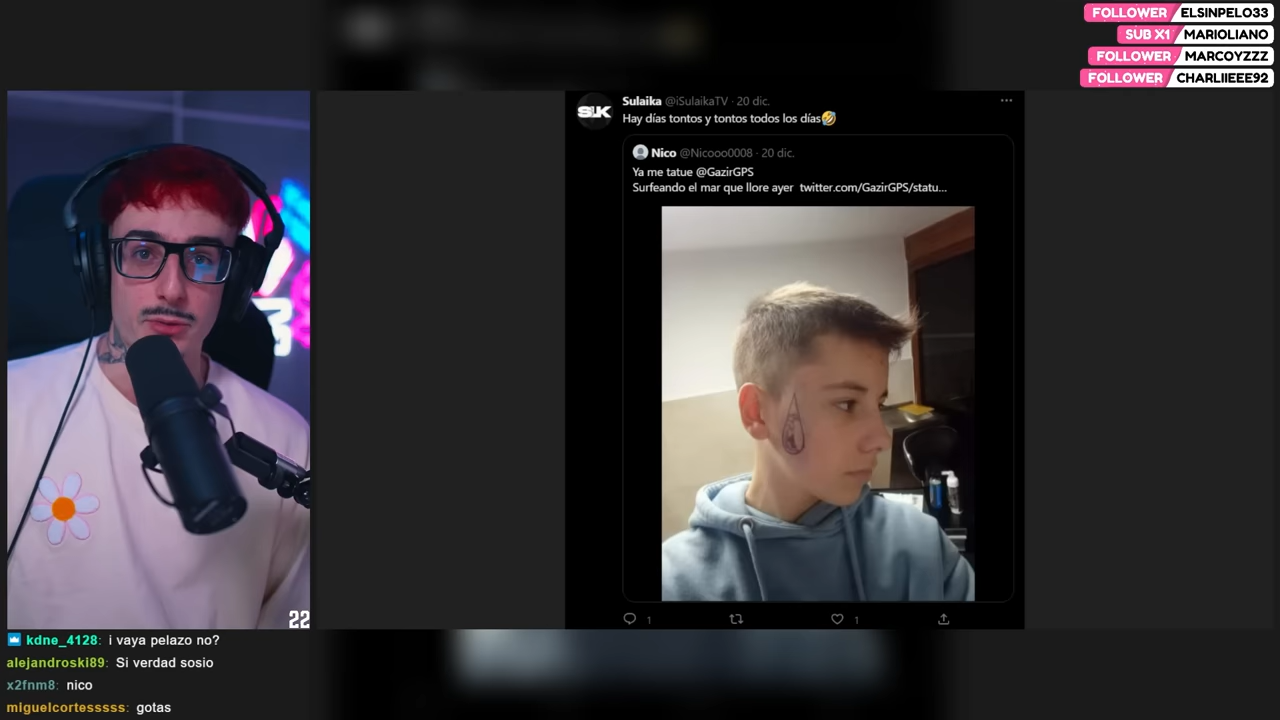 FOLLOWER ELSINPELO33
SUB X1 MARIOLIANO
FOLLOWER MARCOYZZZ
FOLLOWER CHARLIIEEE92
SLK
Sulaika @iSulaikaTV · 20 dic.
Hay días tontos y tontos todos los días🤣
Nico @Nicooo0008 · 20 dic.
Ya me tatue @GazirGPS
Surfeando el mar que llore ayer twitter.com/GazirGPS/statu...
1
1
22
kdne_4128: i vaya pelazo no?
alejandroski89: Si verdad sosio
x2fnm8: nico
miguelcortesssss: gotas